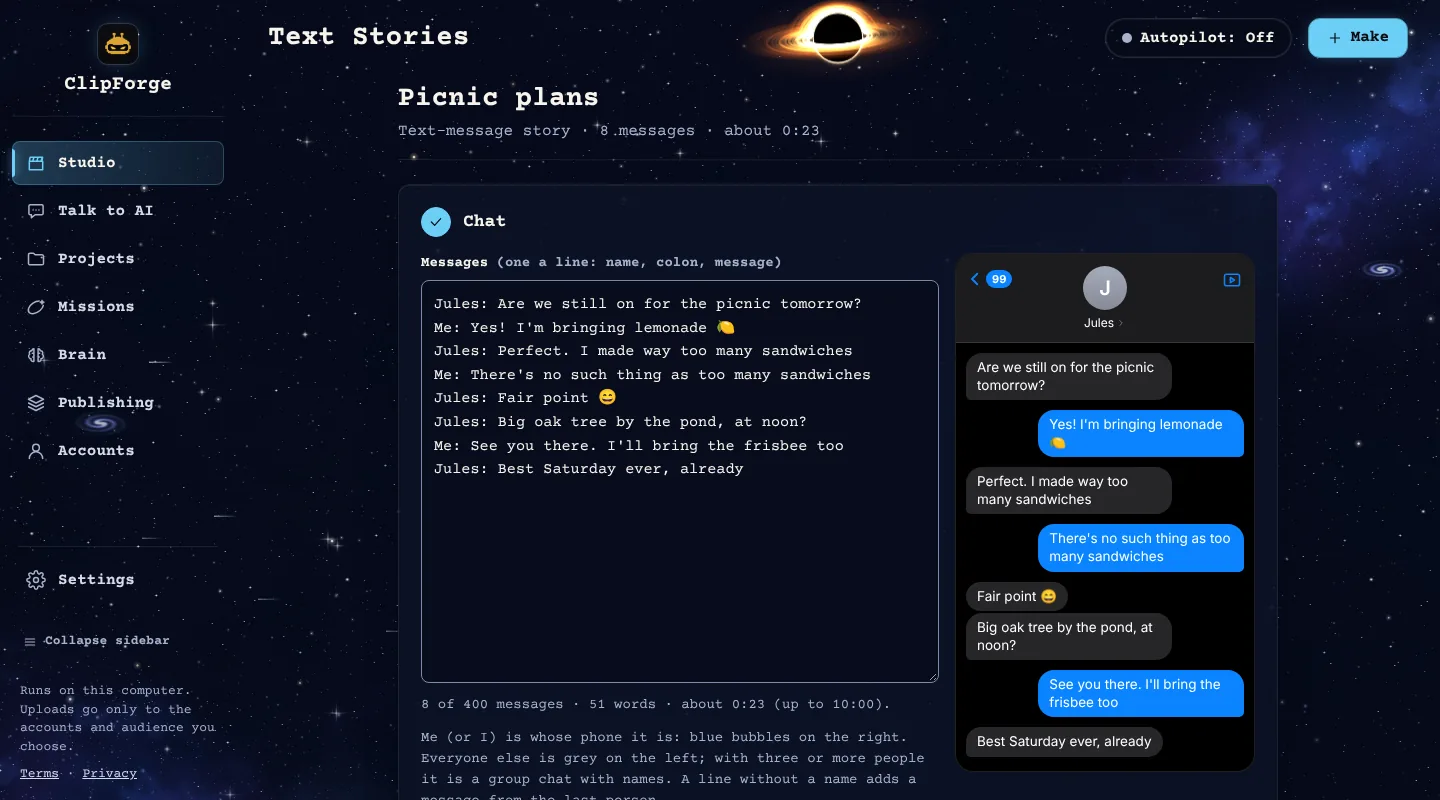 ClipForge
Studio
Talk to AI
Projects
Missions
Brain
Publishing
Accounts
Settings
Collapse sidebar
Runs on this computer.
Uploads go only to the
accounts and audience you
choose.
Terms · Privacy
Text Stories
Autopilot: Off
+ Make
Picnic plans
Text-message story · 8 messages · about 0:23
Chat
Messages (one a line: name, colon, message)
Jules: Are we still on for the picnic tomorrow?
Me: Yes! I'm bringing lemonade 🍋
Jules: Perfect. I made way too many sandwiches
Me: There's no such thing as too many sandwiches
Jules: Fair point 😄
Jules: Big oak tree by the pond, at noon?
Me: See you there. I'll bring the frisbee too
Jules: Best Saturday ever, already
8 of 400 messages · 51 words · about 0:23 (up to 10:00).
Me (or I) is whose phone it is: blue bubbles on the right.
Everyone else is grey on the left; with three or more people
it is a group chat with names. A line without a name adds a
message from the last person.
99
J
Jules
Are we still on for the picnic
tomorrow?
Yes! I'm bringing lemonade
🍋
Perfect. I made way too
many sandwiches
There's no such thing as too
many sandwiches
Fair point 😄
Big oak tree by the pond, at
noon?
See you there. I'll bring the
frisbee too
Best Saturday ever, already